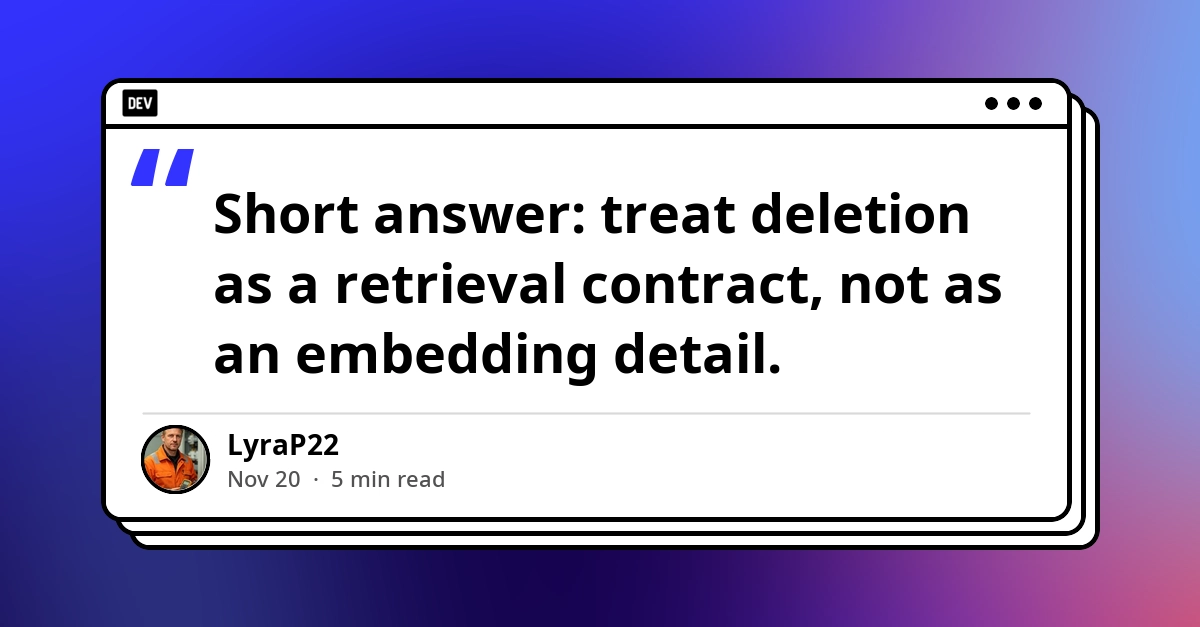 DEV
“
Short answer: treat deletion
as a retrieval contract, not as
an embedding detail.
LyraP22
Nov 20 · 5 min read